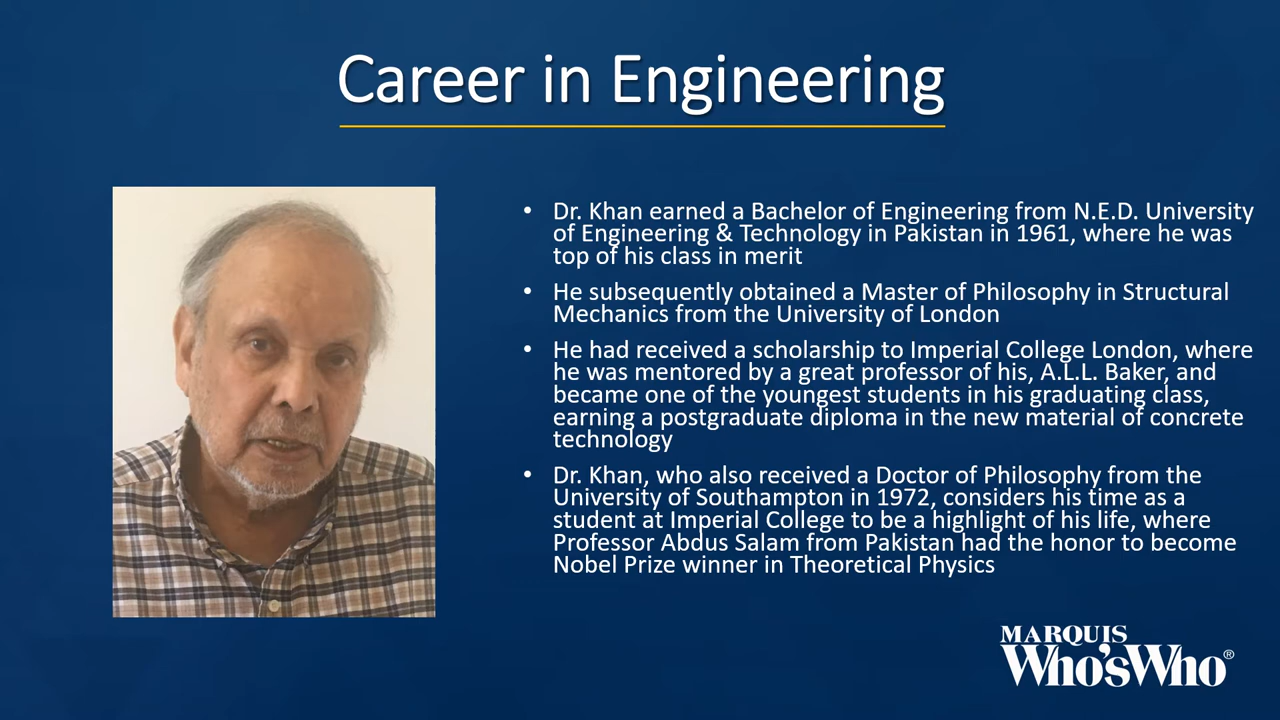 Career in Engineering
• Dr. Khan earned a Bachelor of Engineering from N.E.D. University
of Engineering & Technology in Pakistan in 1961, where he was
top of his class in merit
• He subsequently obtained a Master of Philosophy in Structural
Mechanics from the University of London
• He had received a scholarship to Imperial College London, where
he was mentored by a great professor of his, A.L.L. Baker, and
became one of the youngest students in his graduating class,
earning a postgraduate diploma in the new material of concrete
technology
• Dr. Khan, who also received a Doctor of Philosophy from the
University of Southampton in 1972, considers his time as a
student at Imperial College to be a highlight of his life, where
Professor Abdus Salam from Pakistan had the honor to become
Nobel Prize winner in Theoretical Physics
MARQUIS
Who'sWho®